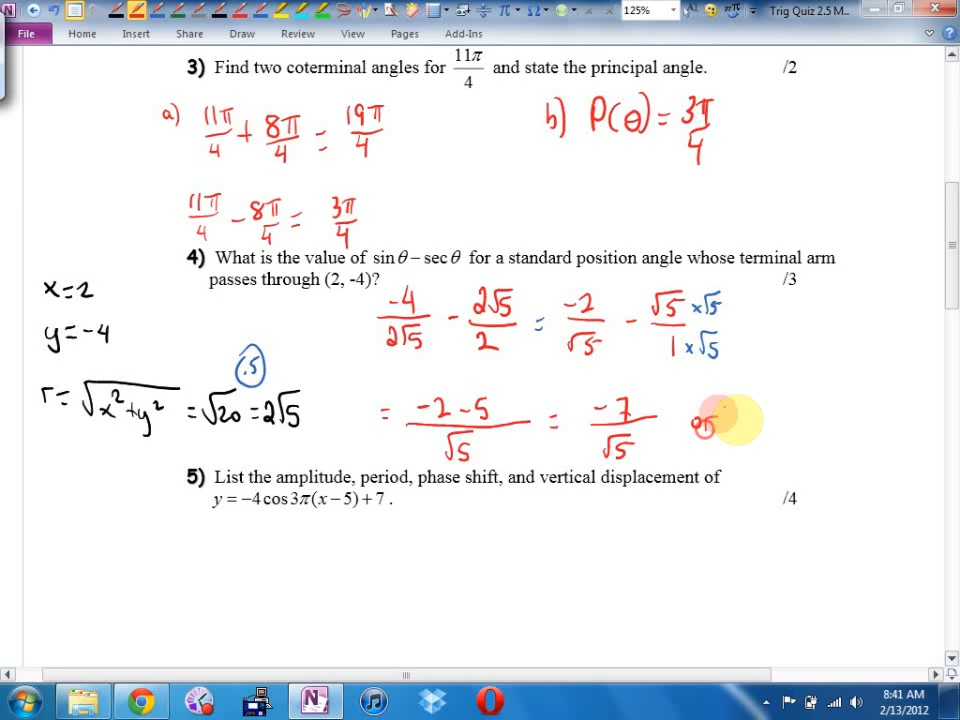 125%
Trig Quiz 2.5 M..
File Home Insert Share Draw Review View Pages Add-Ins
3) Find two coterminal angles for 11π/4 and state the principal angle. /2
a) 11π/4 + 8π/4 = 19π/4
b) P(θ) = 3π/4
11π/4 - 8π/4 = 3π/4
4) What is the value of sin θ − sec θ for a standard position angle whose terminal arm
passes through (2, -4)? /3
x=2
y=-4
r= √x²+y² = √20 = 2√5
.5
-4/2√5 - 2√5/2 = -2/√5 - √5/1 ×√5 ×√5
= -2-5/√5 = -7/√5 or
5) List the amplitude, period, phase shift, and vertical displacement of
y = −4cos3π(x−5)+7 . /4
8:41 AM
2/13/2012